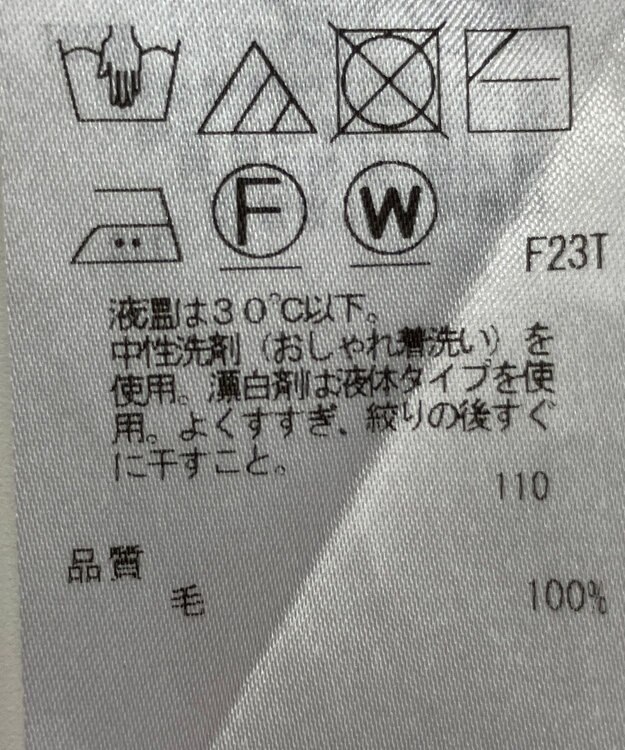 F
W
F23T
液温は30℃以下。
中性洗剤（おしゃれ着洗い）を
使用。漂白剤は液体タイプを使
用。よくすすぎ、絞りの後すぐ
に干すこと。
110
品質
毛 100%